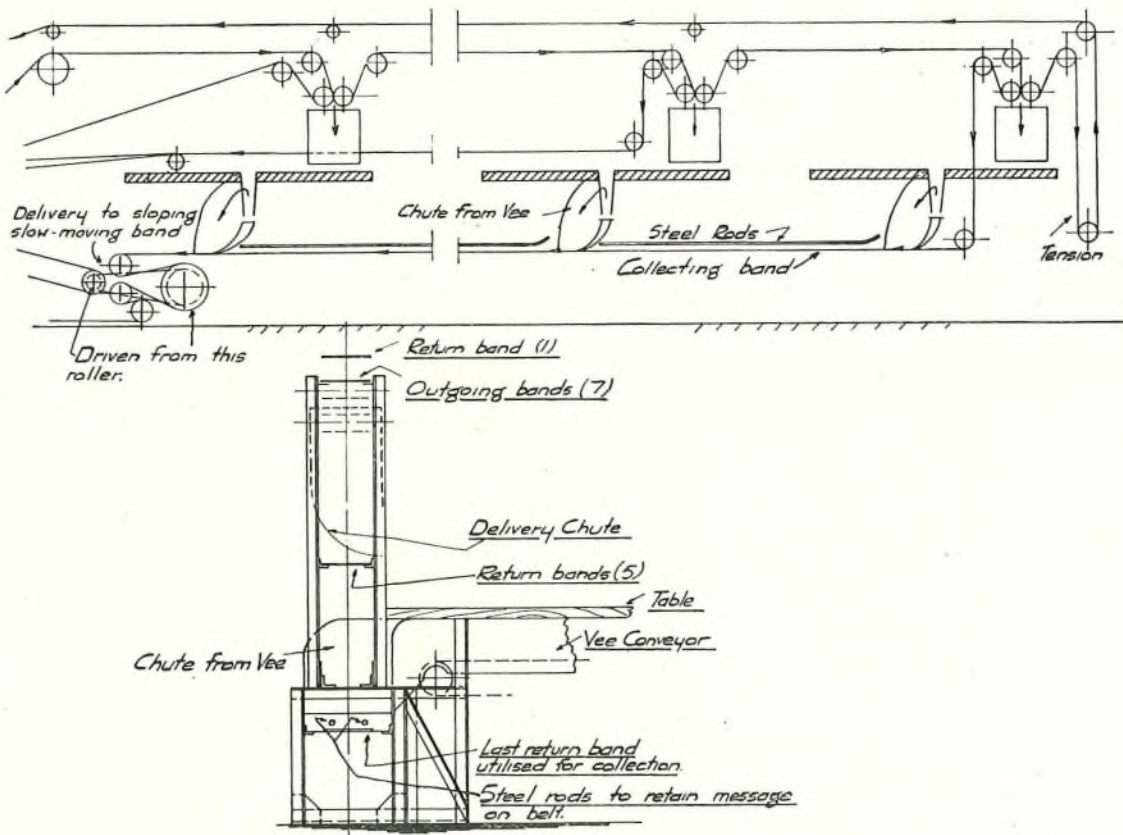 Delivery to sloping
slow-moving band
Chute from Vee
Steel Rods
Collecting band
Tension
Driven from this
roller.
Return band (1)
Outgoing bands (7)
Delivery Chute
Return bands (5)
Table
Vee Conveyor
Chute from Vee
Last return band
utilised for collection.
Steel rods to retain message
on belt.